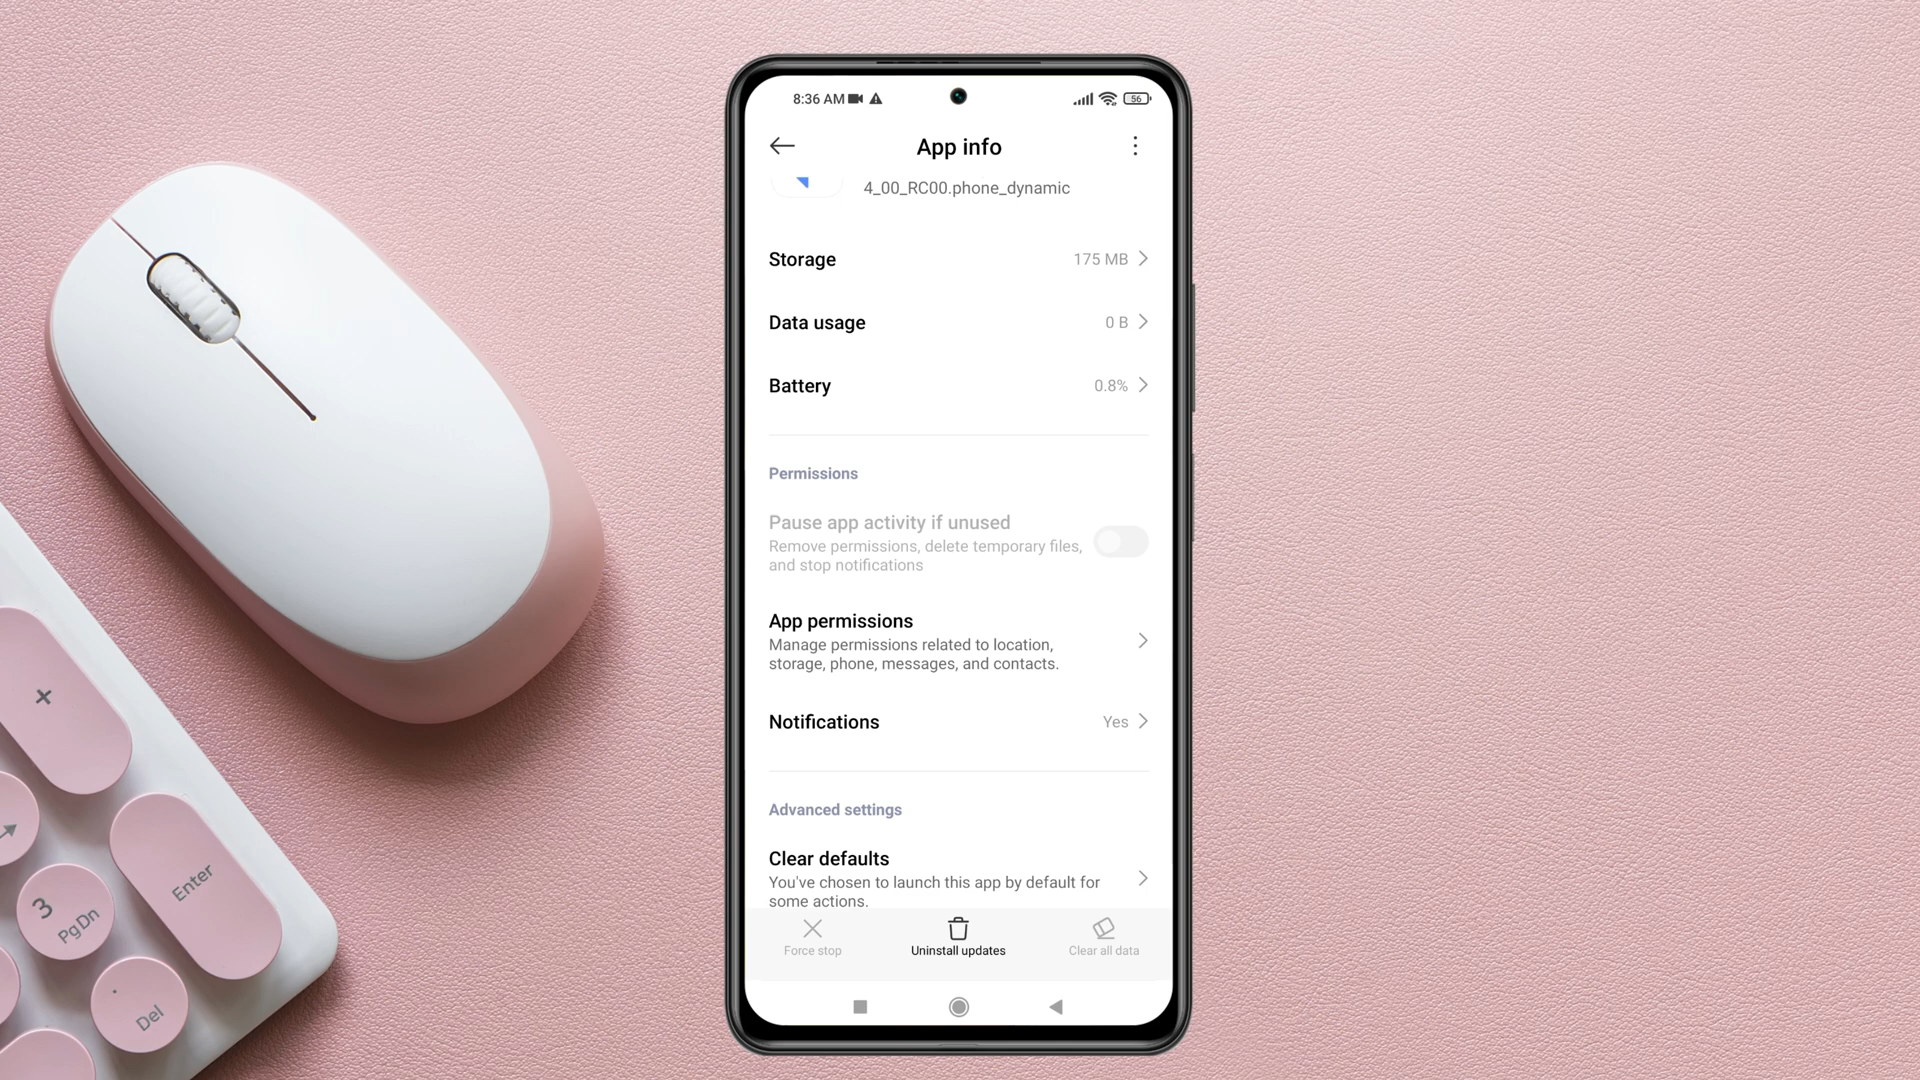 8:36 AM
56
App info
4_00_RC00.phone_dynamic
Storage
175 MB
Data usage
0 B
Battery
0.8%
Permissions
Pause app activity if unused
Remove permissions, delete temporary files,
and stop notifications
App permissions
Manage permissions related to location,
storage, phone, messages, and contacts.
Notifications
Yes
Advanced settings
Clear defaults
You've chosen to launch this app by default for
some actions.
Force stop
Uninstall updates
Clear all data
+
Enter
3
PgDn
.
Del